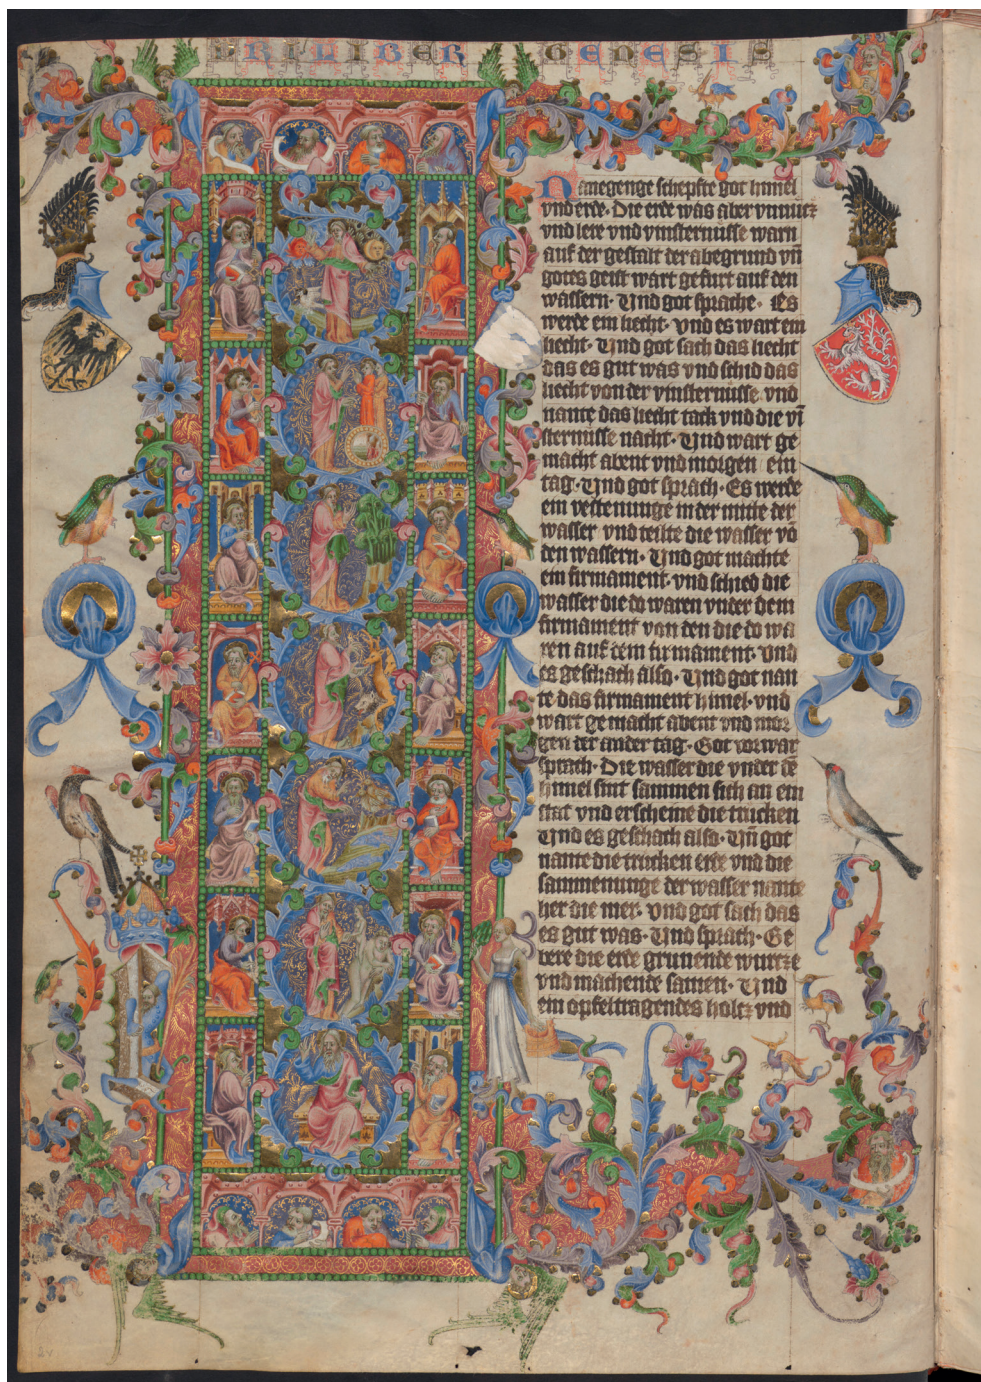 PRI LIBER GENESIS
N anegenge schepfte got himel
vnd erde. Die erde was aber vnnucz
vnd lere vnd vinsternusse warn
auf der gestalt der abegrund vn̄
gotes geist wart gefurt auf den
wassern. Vnd got sprache. Es
werde ein liecht. vnd es wart ein
liecht. Vnd got sach das liecht
das es gut was vnd schid das
liecht von der vinsternusse vnd
nante das liecht tack vnd die vī
sternusse nacht. Vnd wart ge
macht abent vnd morgen ein
tag. Vnd got sprach. Es werde
ein vestenunge in der mitte der
wasser vnd teilte die wasser vō
den wassern. Vnd got machte
ein firmament. vnd schied die
wasser die do waren vnder dem
firmament von den die do wa
ren auf dem firmament. vnd
es geschach also. Vnd got nan
te das firmament himel. vnd
wart gemacht abent vnd mor
gen der ander tag. Got vorwar
sprach. Die wasser die vnder dē
himel sint sammen sich an ein
stat vnd erscheine die trucken
Vnd es geschach also. Vn̄ got
nante die trucken erde vnd die
sammenunge der wasser nante
her die mer. vnd got sach das
es gut was. Vnd sprach. Ge
bere die erde grunende wurcze
vnd machende samen. Vnd
ein opfeltragendes holcz vnd